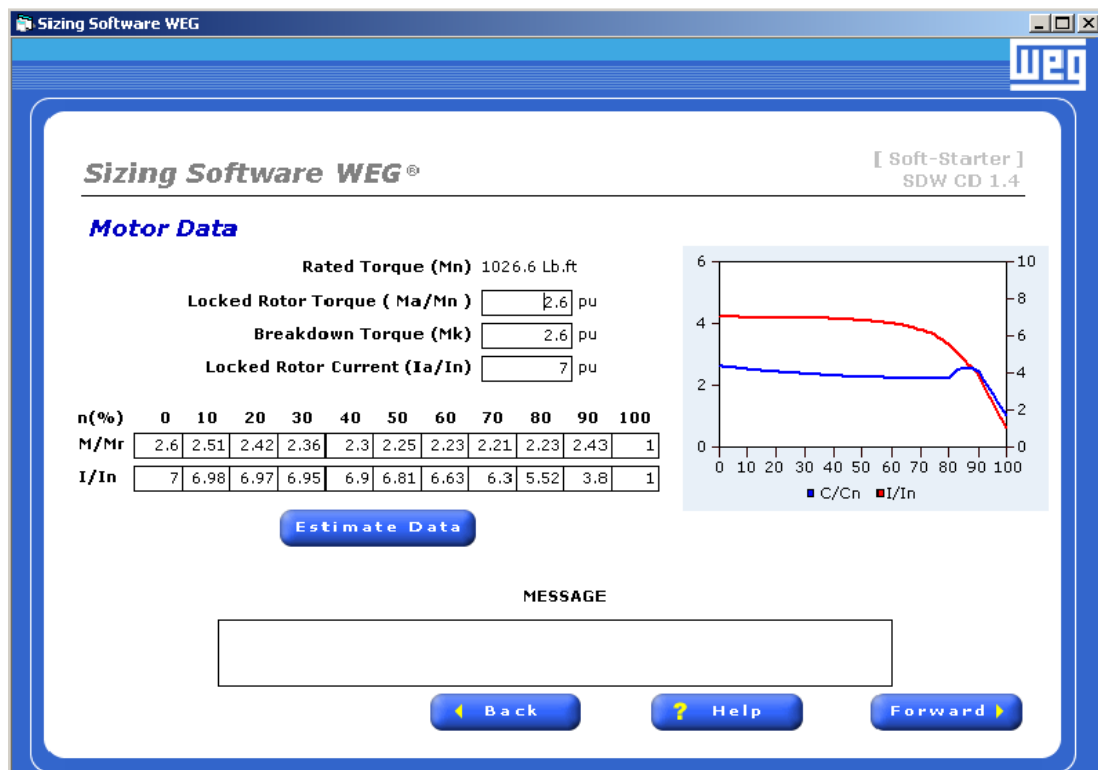 Sizing Software WEG
weg
Sizing Software WEG®
[ Soft-Starter ]
SDW CD 1.4
Motor Data
Rated Torque (Mn) 1026.6 Lb.ft
Locked Rotor Torque ( Ma/Mn ) 2.6 pu
Breakdown Torque (Mk) 2.6 pu
Locked Rotor Current (Ia/In) 7 pu
n(%) 0 10 20 30 40 50 60 70 80 90 100
M/Mr 2.6 2.51 2.42 2.36 2.3 2.25 2.23 2.21 2.23 2.43 1
I/In 7 6.98 6.97 6.95 6.9 6.81 6.63 6.3 5.52 3.8 1
6 10
8
4 6
4
2 2
0 0
0 10 20 30 40 50 60 70 80 90 100
C/Cn I/In
Estimate Data
MESSAGE
Back
? Help
Forward